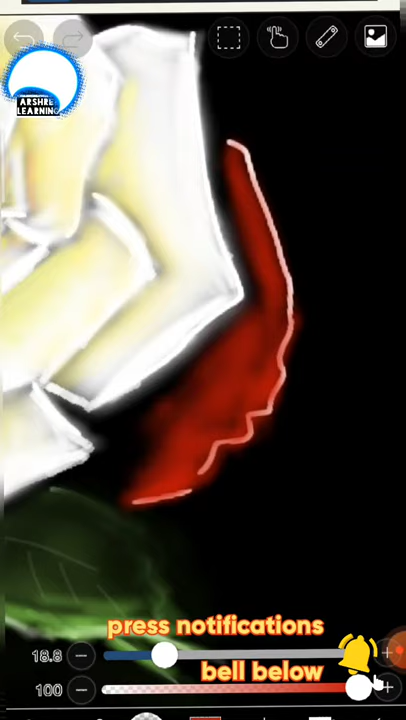 ARSHRE
LEARNING
press notifications
18.8
bell below
100